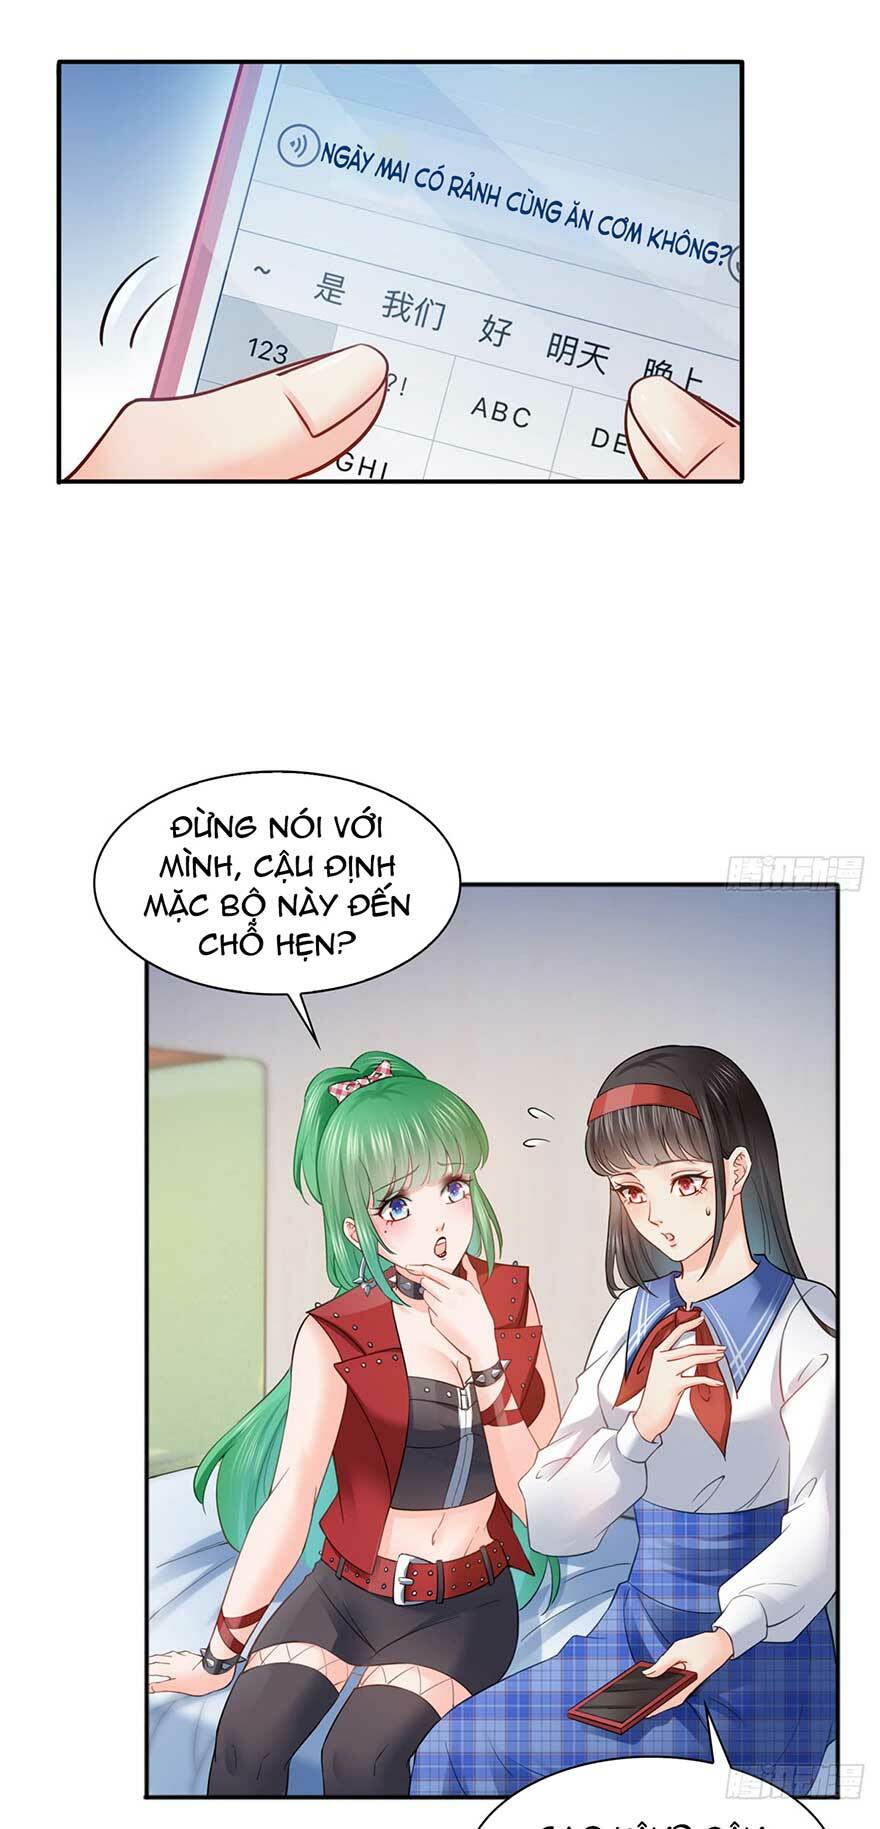 NGÀY MAI CÓ RẢNH CÙNG ĂN CƠM KHÔNG?
~ 是 我们 好 明天 晚上
123 ?! ABC DE
GHI
ĐỪNG NÓI VỚI
MÌNH, CẬU ĐỊNH
MẶC BỘ NÀY ĐẾN
CHỖ HẸN?